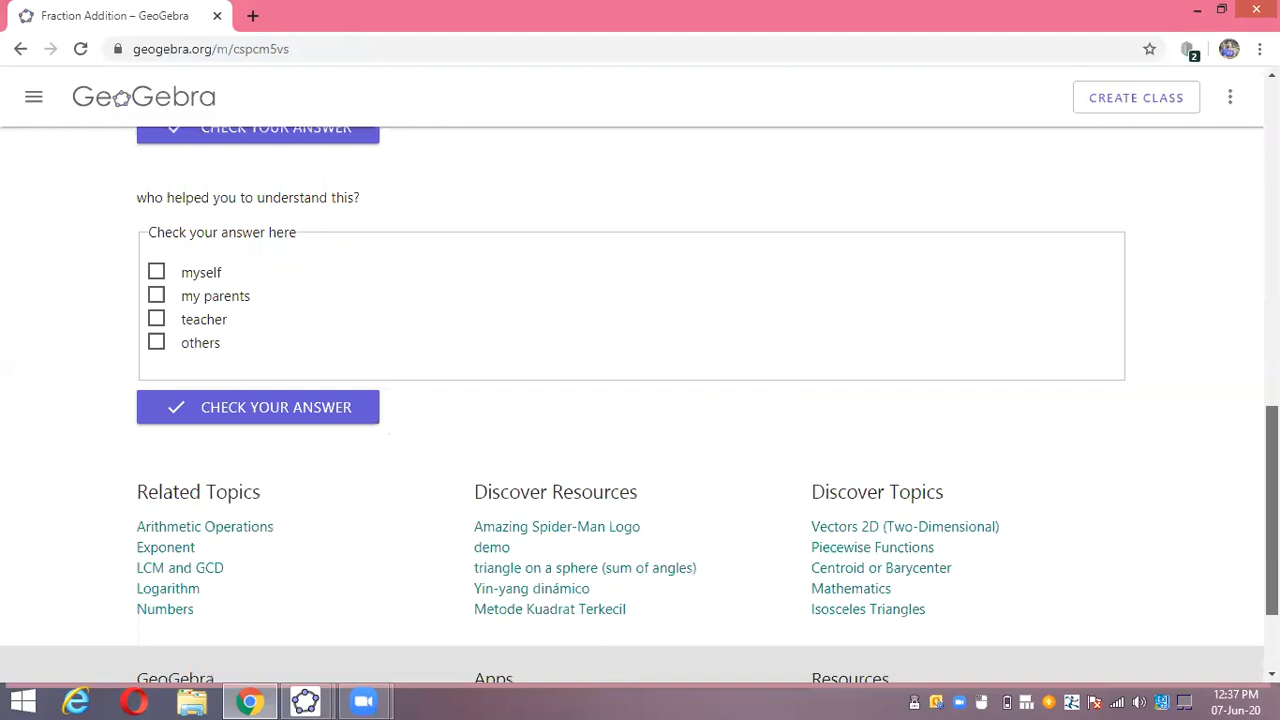 Fraction Addition – GeoGebra
geogebra.org/m/cspcm5vs
2
GeoGebra
CREATE CLASS
CHECK YOUR ANSWER
who helped you to understand this?
Check your answer here
myself
my parents
teacher
others
CHECK YOUR ANSWER
Related Topics
Arithmetic Operations
Exponent
LCM and GCD
Logarithm
Numbers
Discover Resources
Amazing Spider-Man Logo
demo
triangle on a sphere (sum of angles)
Yin-yang dinámico
Metode Kuadrat Terkecil
Discover Topics
Vectors 2D (Two-Dimensional)
Piecewise Functions
Centroid or Barycenter
Mathematics
Isosceles Triangles
GeoGebra
Apps
Resources
12:37 PM
07-Jun-20